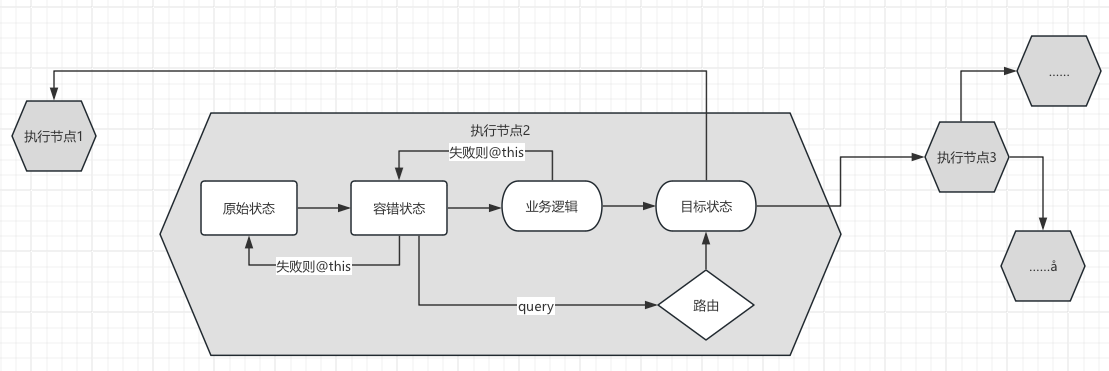 ……
执行节点1
执行节点2
失败则@this
执行节点3
原始状态
容错状态
业务逻辑
目标状态
失败则@this
……å
query
路由